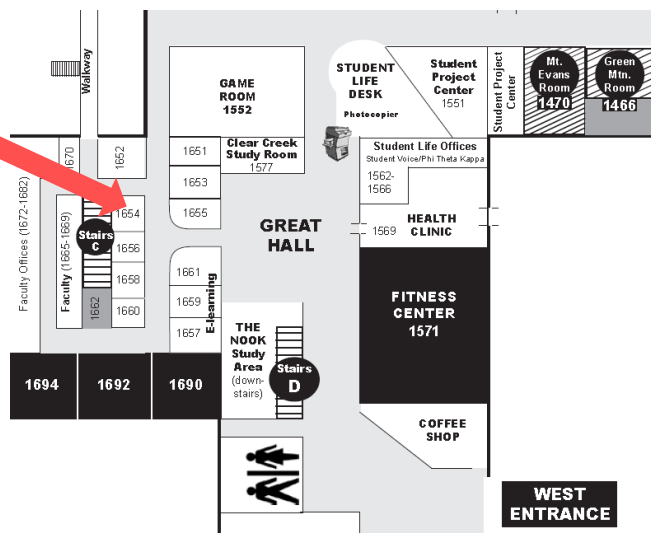 Walkway
GAME
ROOM
1552
STUDENT
LIFE
DESK
Photocopier
Student
Project
Center
1551
Student Project
Center
Mt.
Evans
Room
1470
Green
Mtn.
Room
1466
Clear Creek
Study Room
1577
Student Life Offices
Student Voice/Phi Theta Kappa
1562-
1566
1670
1652
1651
1653
1655
1654
1656
1658
1660
Stairs
C
Faculty Offices (1672-1682)
Faculty (1665-1669)
1662
GREAT
HALL
1569
HEALTH
CLINIC
1661
1659
1657
E-learning
FITNESS
CENTER
1571
THE
NOOK
Study
Area
(down-
stairs)
Stairs
D
1694
1692
1690
COFFEE
SHOP
WEST
ENTRANCE